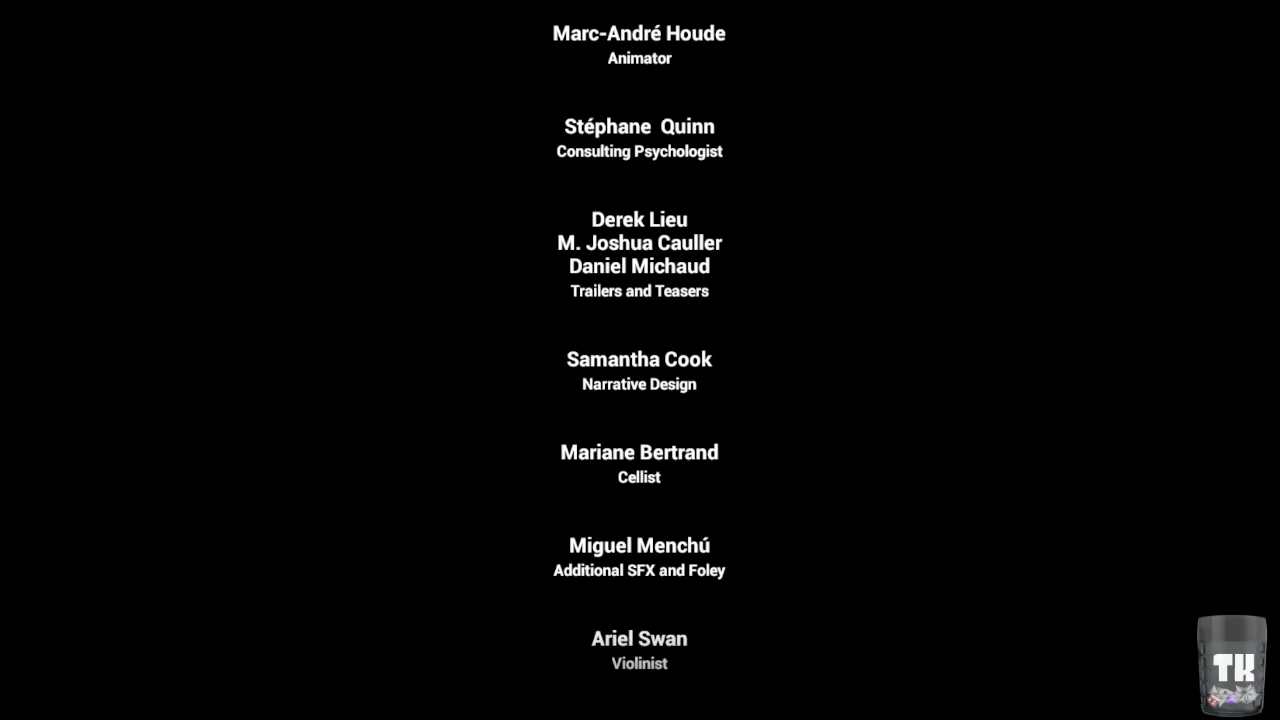 Marc-André Houde
Animator
Stéphane  Quinn
Consulting Psychologist
Derek Lieu
M. Joshua Cauller
Daniel Michaud
Trailers and Teasers
Samantha Cook
Narrative Design
Mariane Bertrand
Cellist
Miguel Menchú
Additional SFX and Foley
Ariel Swan
Violinist
TK